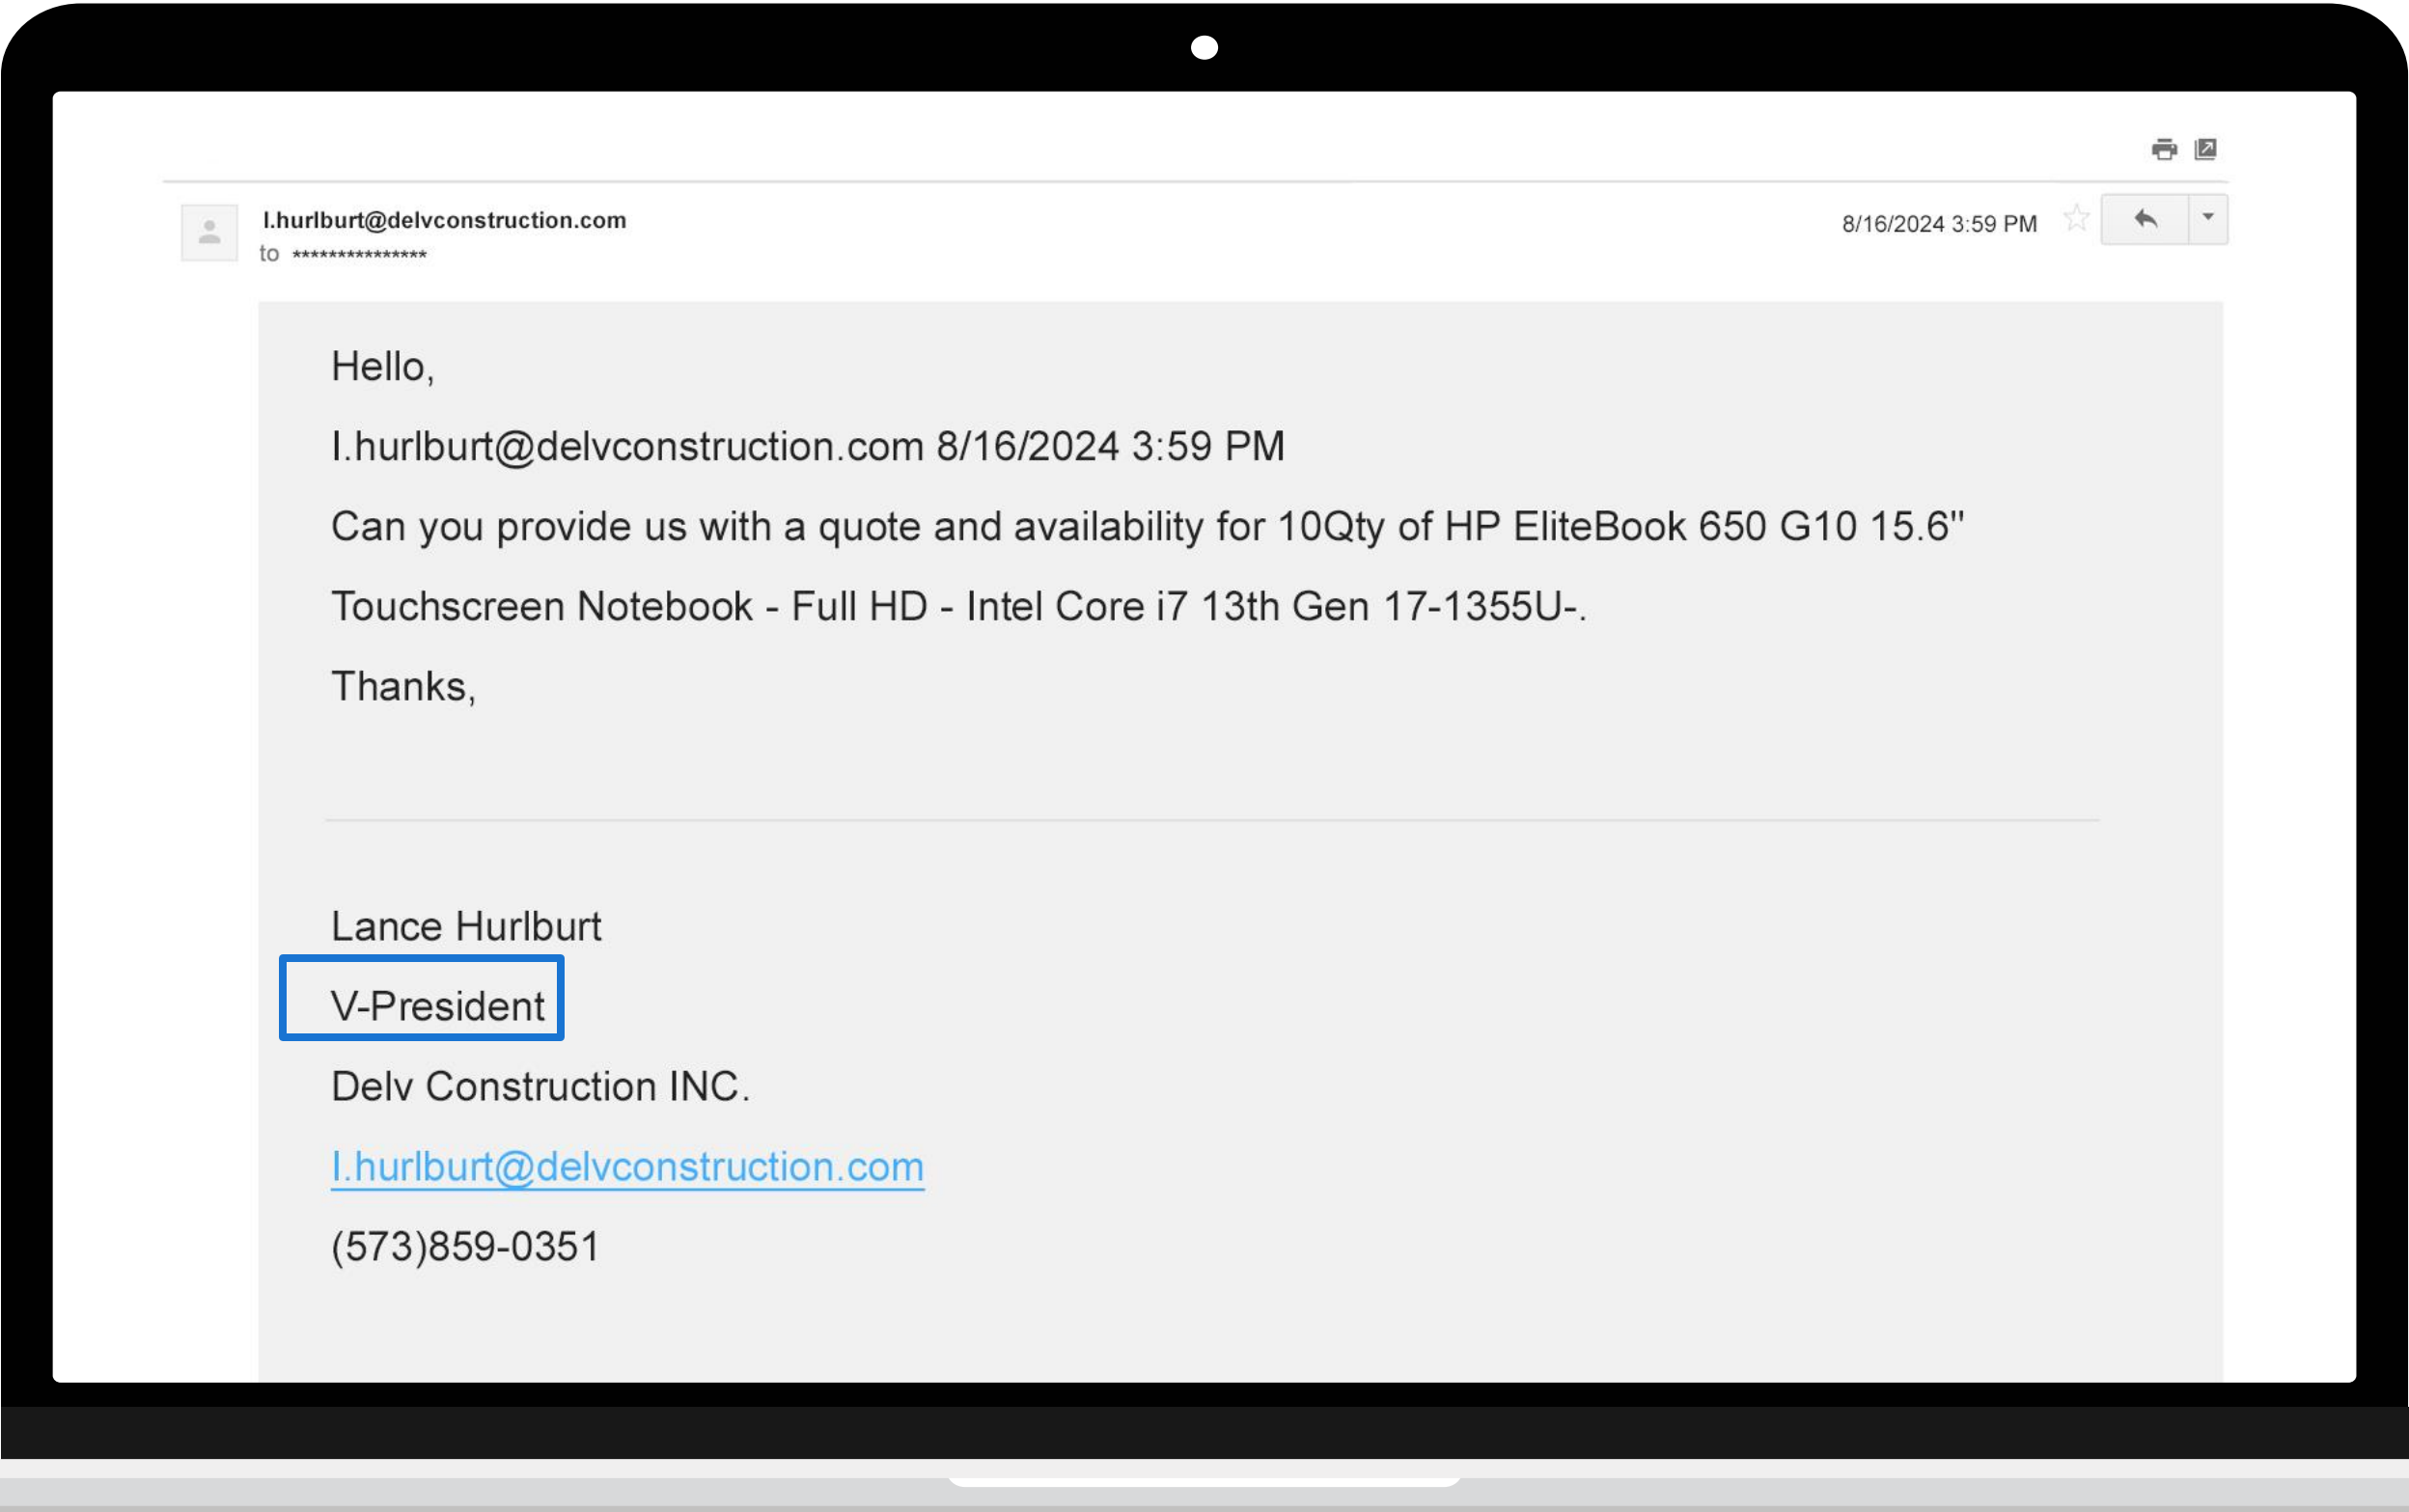 l.hurlburt@delvconstruction.com
8/16/2024 3:59 PM
to ***************
Hello,
l.hurlburt@delvconstruction.com 8/16/2024 3:59 PM
Can you provide us with a quote and availability for 10Qty of HP EliteBook 650 G10 15.6"
Touchscreen Notebook - Full HD - Intel Core i7 13th Gen 17-1355U-.
Thanks,
Lance Hurlburt
V-President
Delv Construction INC.
l.hurlburt@delvconstruction.com
(573)859-0351